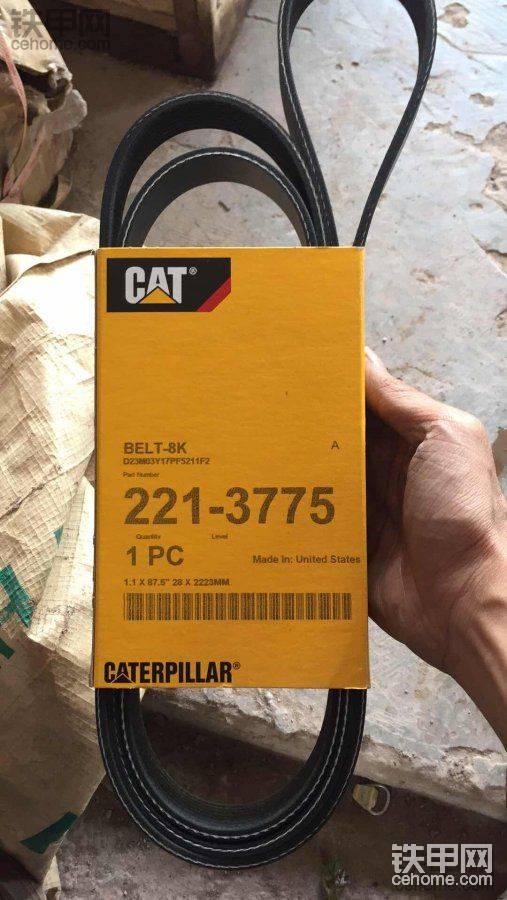 铁甲网
cehome.com
CAT®
BELT-8K A
D23M03Y17PF5211F2
Part Number
221-3775
Quantity Level
1 PC Made In: United States
1.1 X 87.5" 28 X 2223MM
CATERPILLAR®
铁甲网
cehome.com